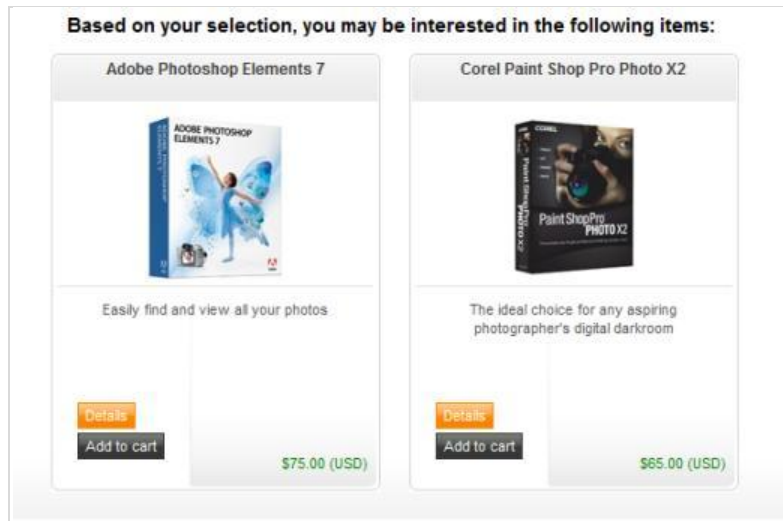 Based on your selection, you may be interested in the following items:
Adobe Photoshop Elements 7
Corel Paint Shop Pro Photo X2
ADOBE PHOTOSHOP
ELEMENTS 7
COREL
Paint Shop Pro
PHOTO X2
Easily find and view all your photos
The ideal choice for any aspiring
photographer's digital darkroom
Details
Add to cart
$75.00 (USD)
Details
Add to cart
$65.00 (USD)